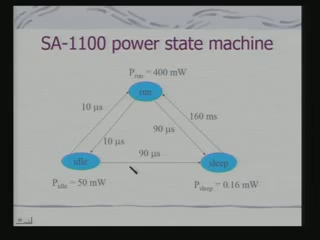 SA-1100 power state machine
P_run = 400 mW
run
10 μs
160 ms
90 μs
10 μs
90 μs
idle
sleep
P_idle = 50 mW
P_sleep = 0.16 mW